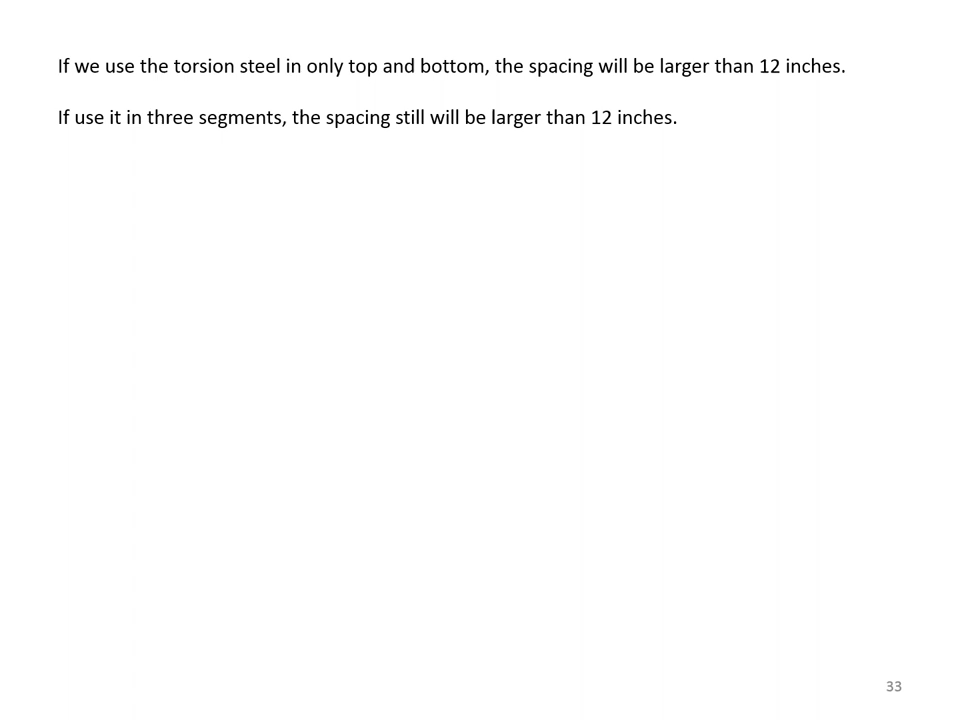 If we use the torsion steel in only top and bottom, the spacing will be larger than 12 inches.
If use it in three segments, the spacing still will be larger than 12 inches.
33